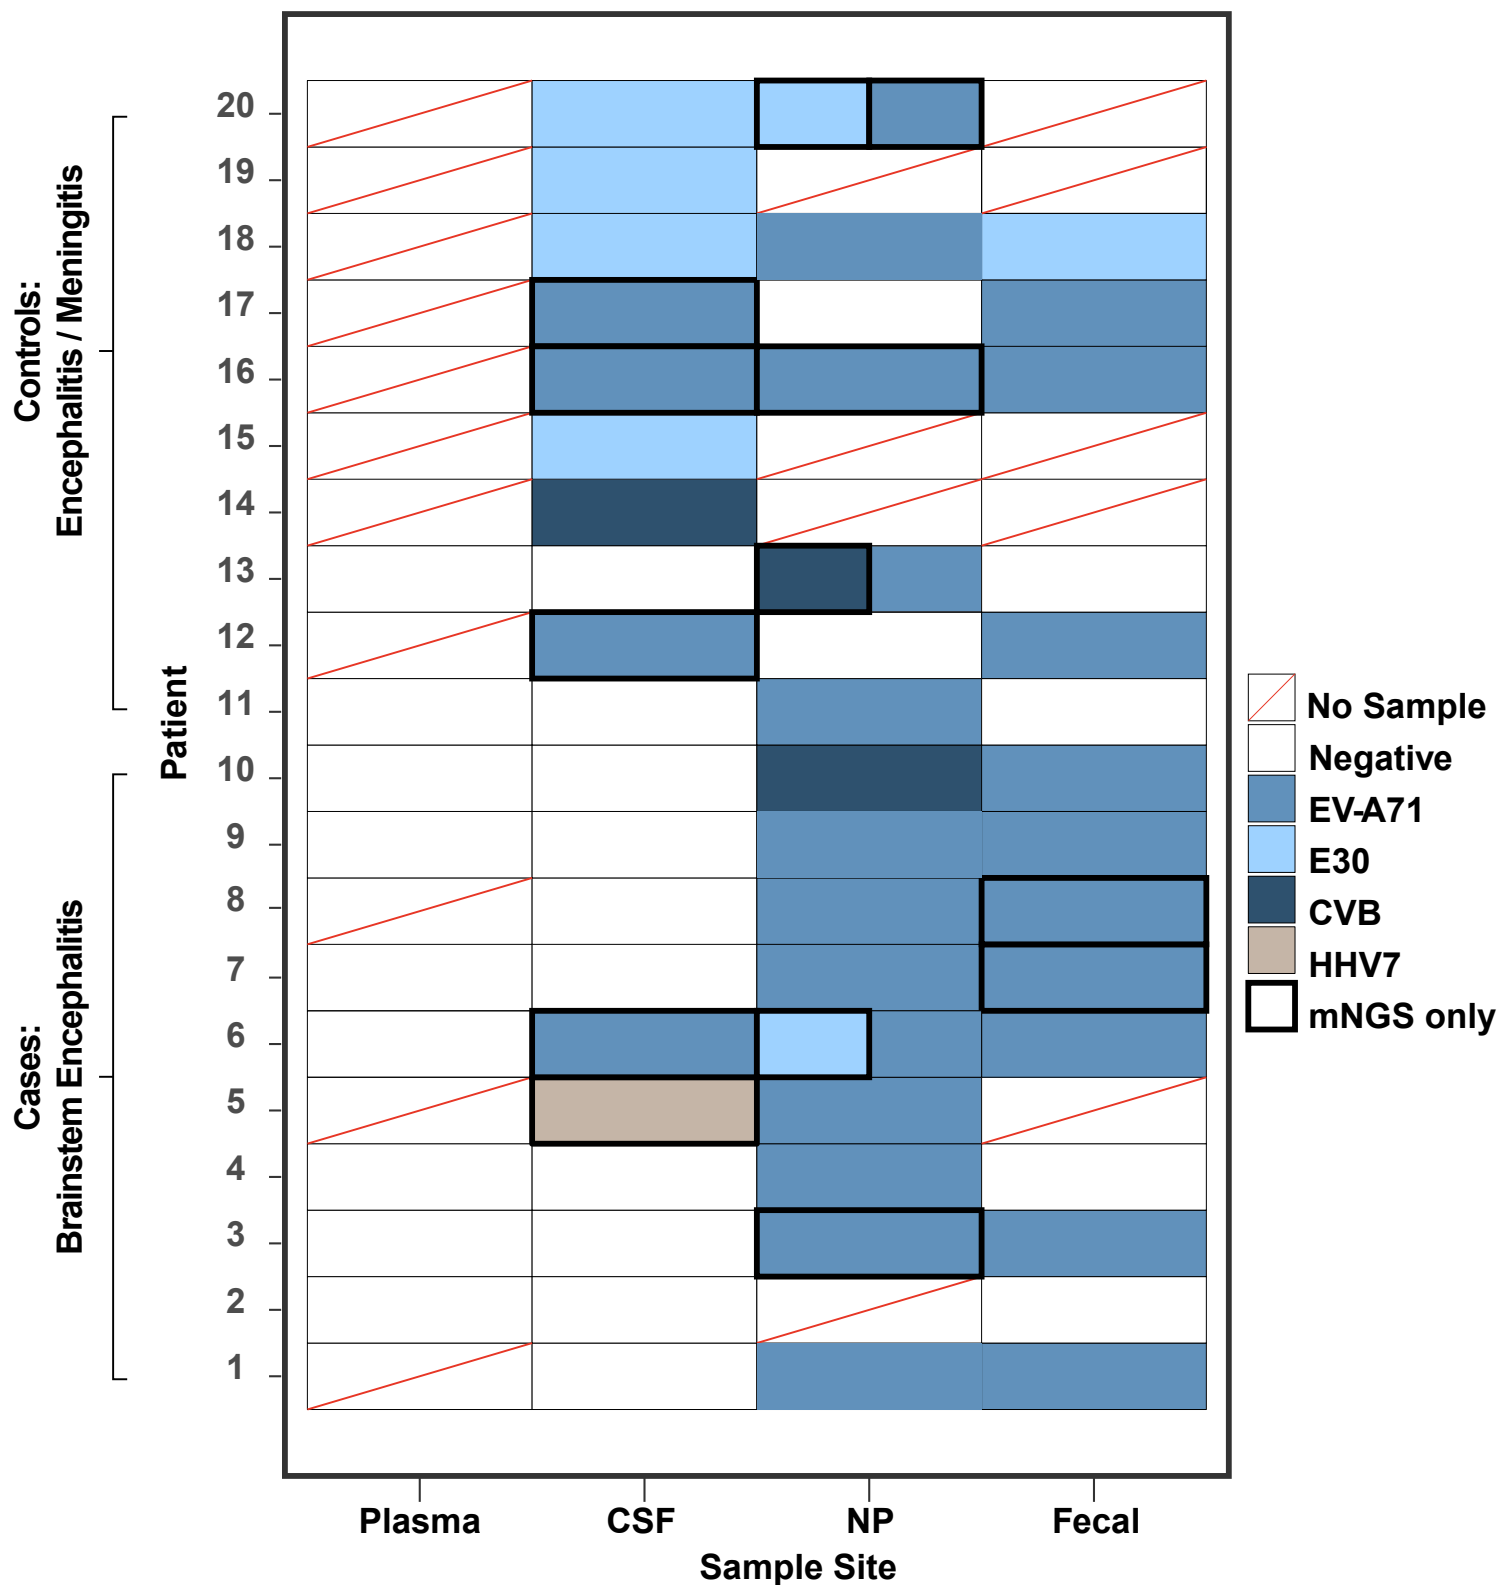 Controls:
Encephalitis / Meningitis
Cases:
Brainstem Encephalitis
Patient
20
19
18
17
16
15
14
13
12
11
10
9
8
7
6
5
4
3
2
1
No Sample
Negative
EV-A71
E30
CVB
HHV7
mNGS only
Plasma
CSF
NP
Fecal
Sample Site